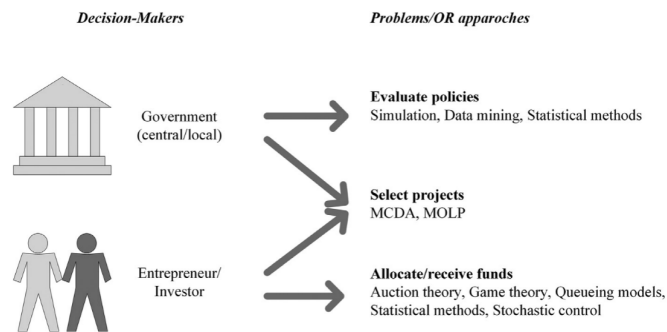 Decision-Makers
Problems/OR apparoches
Government
(central/local)
Evaluate policies
Simulation, Data mining, Statistical methods
Select projects
MCDA, MOLP
Entrepreneur/
Investor
Allocate/receive funds
Auction theory, Game theory, Queueing models,
Statistical methods, Stochastic control